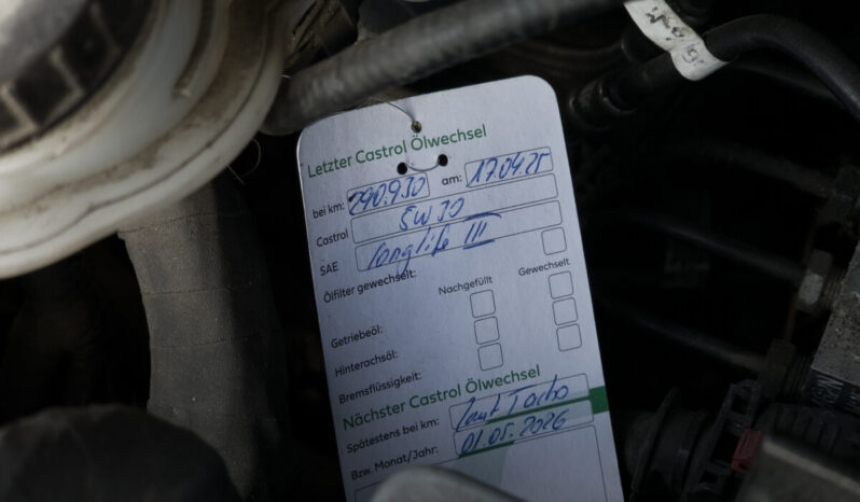 Letzter Castrol Ölwechsel
bei km: 290.930 am: 17.04.25
Castrol 5W30
SAE longlife III
Ölfilter gewechselt:
Nachgefüllt Gewechselt
Getriebeöl:
Hinterachsöl:
Bremsflüssigkeit:
Nächster Castrol Ölwechsel
Spätestens bei km: laut Tacho
Bzw. Monat/Jahr: 01.05.2026